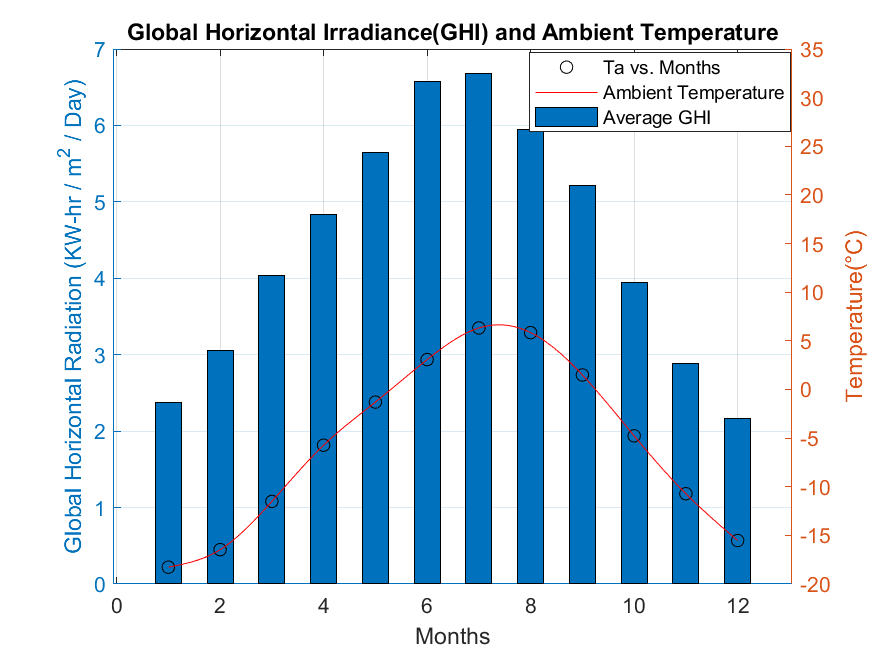 Global Horizontal Irradiance(GHI) and Ambient Temperature
Ta vs. Months
Ambient Temperature
Average GHI
Global Horizontal Radiation (KW-hr / m² / Day)
7
6
5
4
3
2
1
0
35
30
25
20
15
10
5
0
-5
-10
-15
-20
Temperature(°C)
0 2 4 6 8 10 12
Months